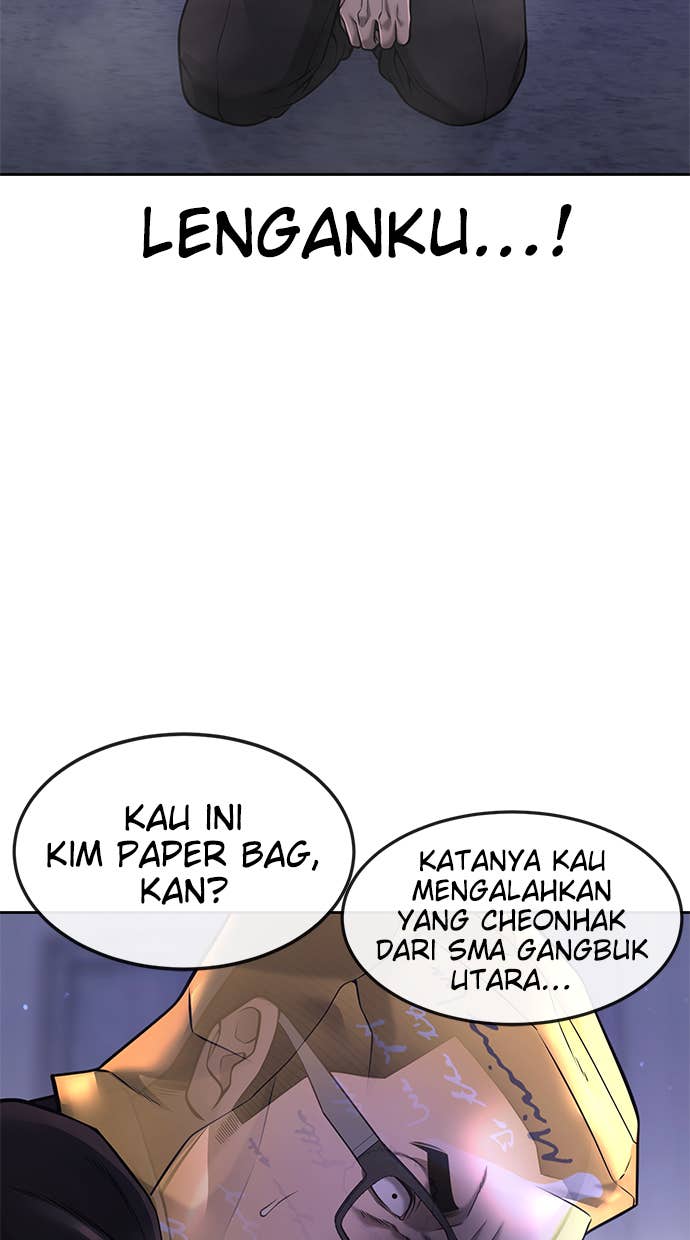 LENGANKU...!
KAU INI
KIM PAPER BAG,
KAN?
KATANYA KAU
MENGALAHKAN
YANG CHEONHAK
DARI SMA GANGBUK
UTARA...